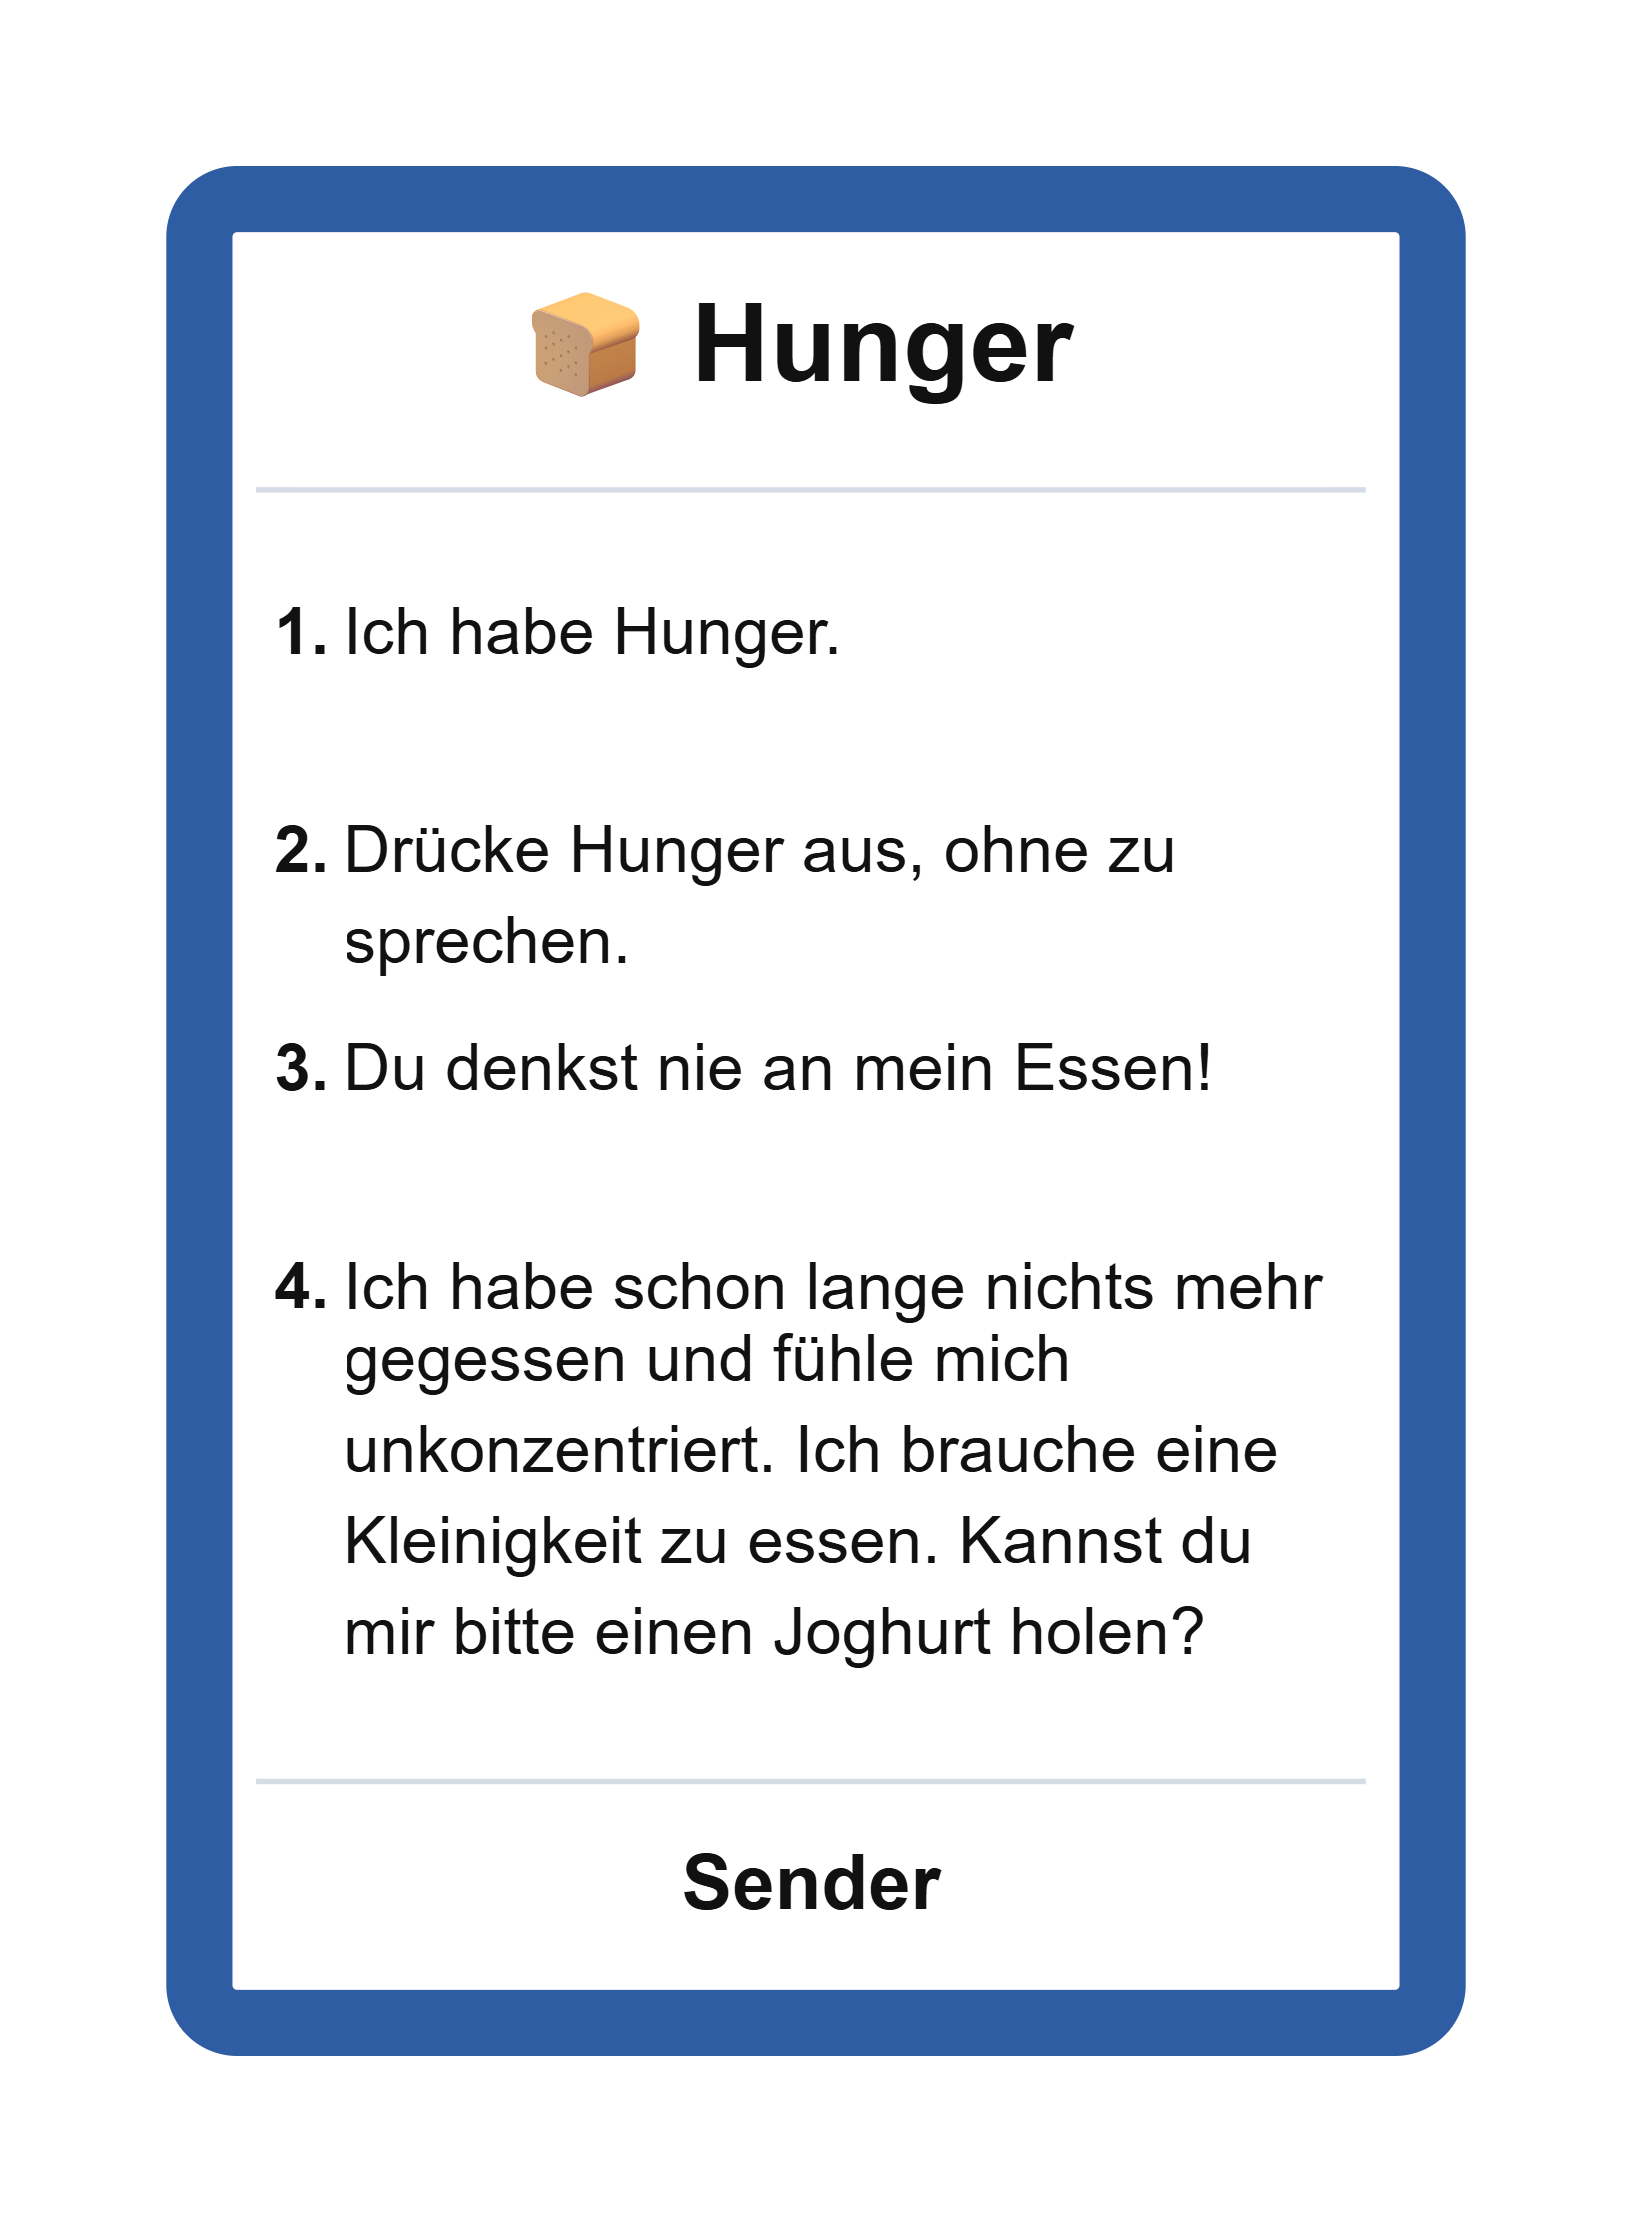 Hunger
1. Ich habe Hunger.
2. Drücke Hunger aus, ohne zu
sprechen.
3. Du denkst nie an mein Essen!
4. Ich habe schon lange nichts mehr
gegessen und fühle mich
unkonzentriert. Ich brauche eine
Kleinigkeit zu essen. Kannst du
mir bitte einen Joghurt holen?
Sender